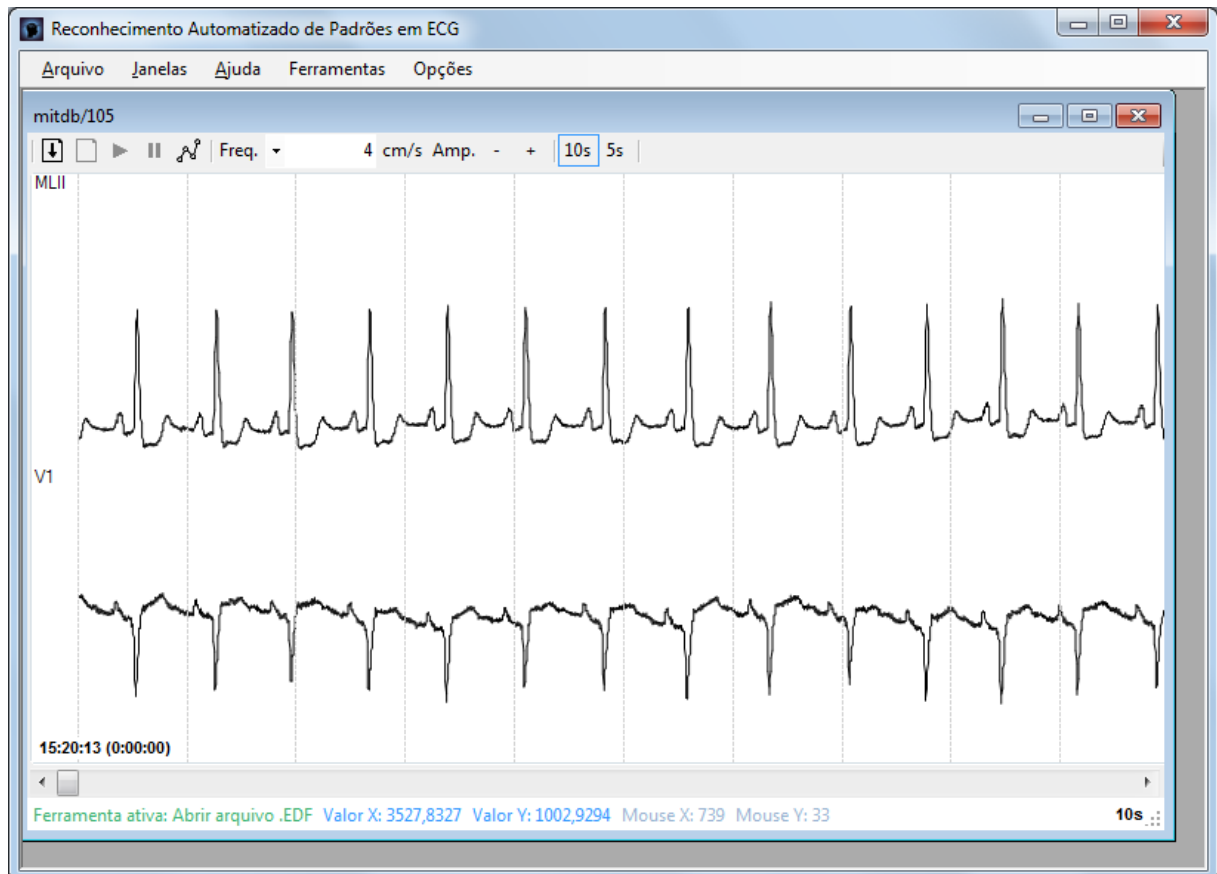 Reconhecimento Automatizado de Padrões em ECG
Arquivo Janelas Ajuda Ferramentas Opções
mitdb/105
Freq. 4 cm/s Amp. - + 10s 5s
MLII
V1
15:20:13 (0:00:00)
Ferramenta ativa: Abrir arquivo .EDF Valor X: 3527,8327 Valor Y: 1002,9294 Mouse X: 739 Mouse Y: 33 10s